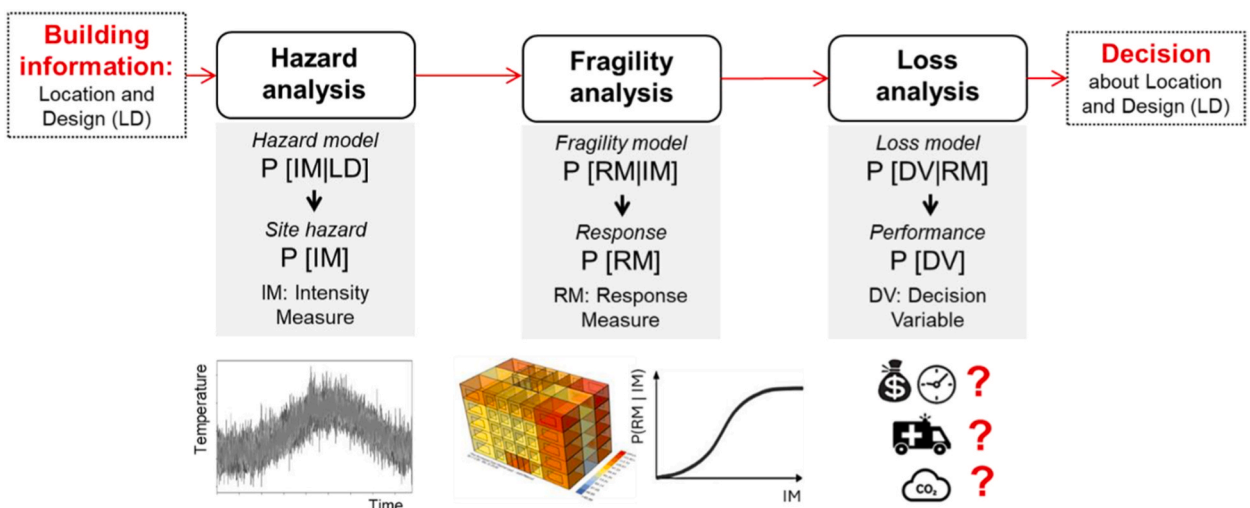 Building
information:
Location and
Design (LD)
Hazard
analysis
Hazard model
P [IM|LD]
Site hazard
P [IM]
IM: Intensity
Measure
Fragility
analysis
Fragility model
P [RM|IM]
Response
P [RM]
RM: Response
Measure
Loss
analysis
Loss model
P [DV|RM]
Performance
P [DV]
DV: Decision
Variable
Decision
about Location
and Design (LD)
Temperature
Time
P(RM | IM)
IM
$
?
?
CO₂
?